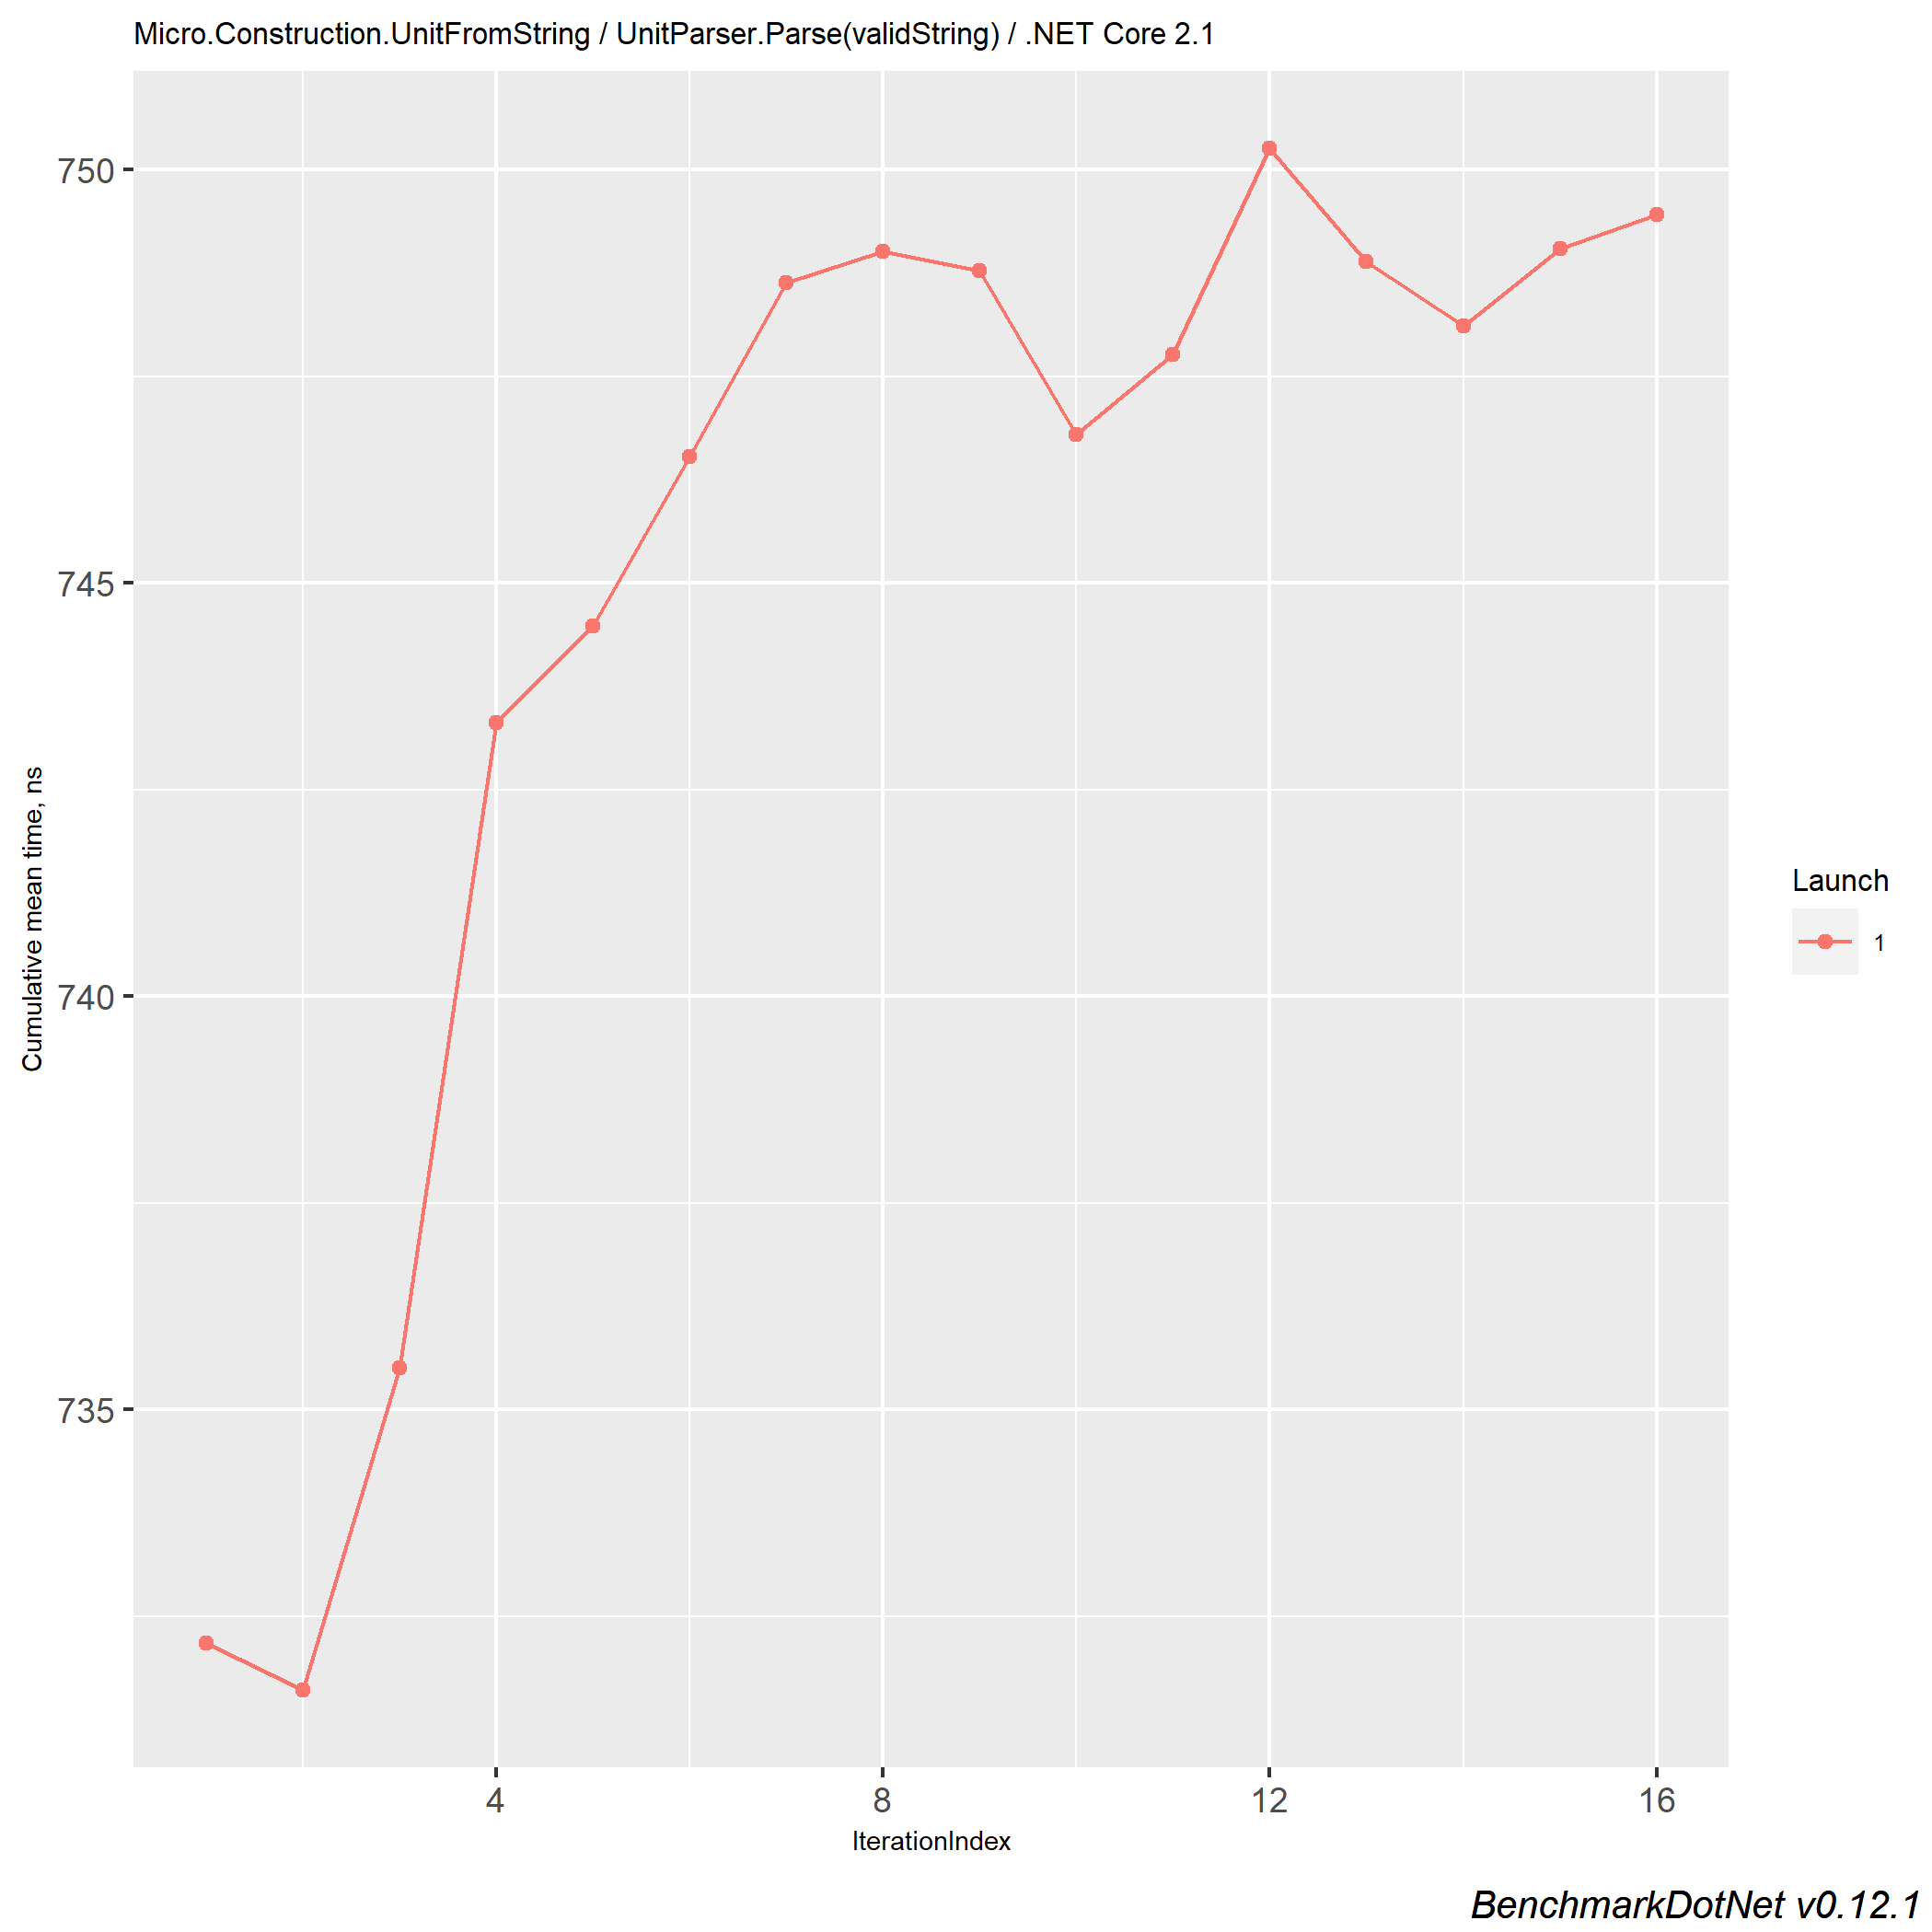 Micro.Construction.UnitFromString / UnitParser.Parse(validString) / .NET Core 2.1
750
745
740
735
Cumulative mean time, ns
4 8 12 16
IterationIndex
Launch
1
BenchmarkDotNet v0.12.1